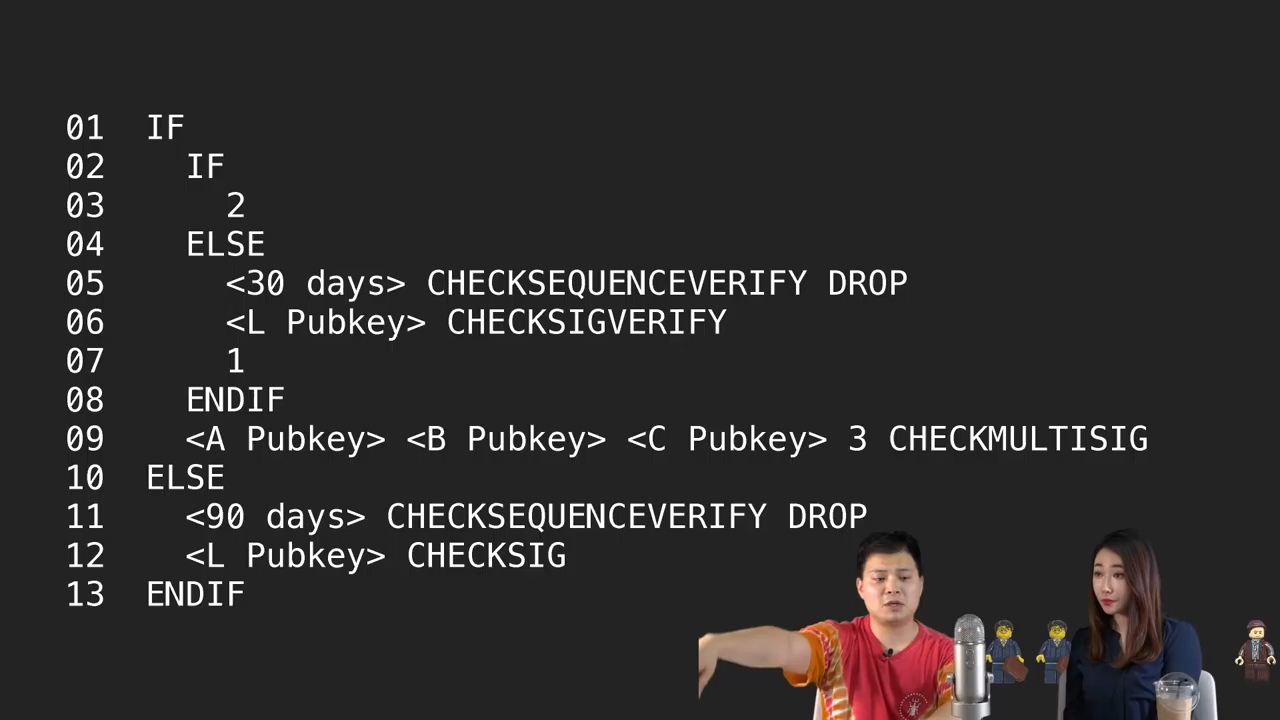 01 IF
02 IF
03 2
04 ELSE
05 <30 days> CHECKSEQUENCEVERIFY DROP
06 <L Pubkey> CHECKSIGVERIFY
07 1
08 ENDIF
09 <A Pubkey> <B Pubkey> <C Pubkey> 3 CHECKMULTISIG
10 ELSE
11 <90 days> CHECKSEQUENCEVERIFY DROP
12 <L Pubkey> CHECKSIG
13 ENDIF